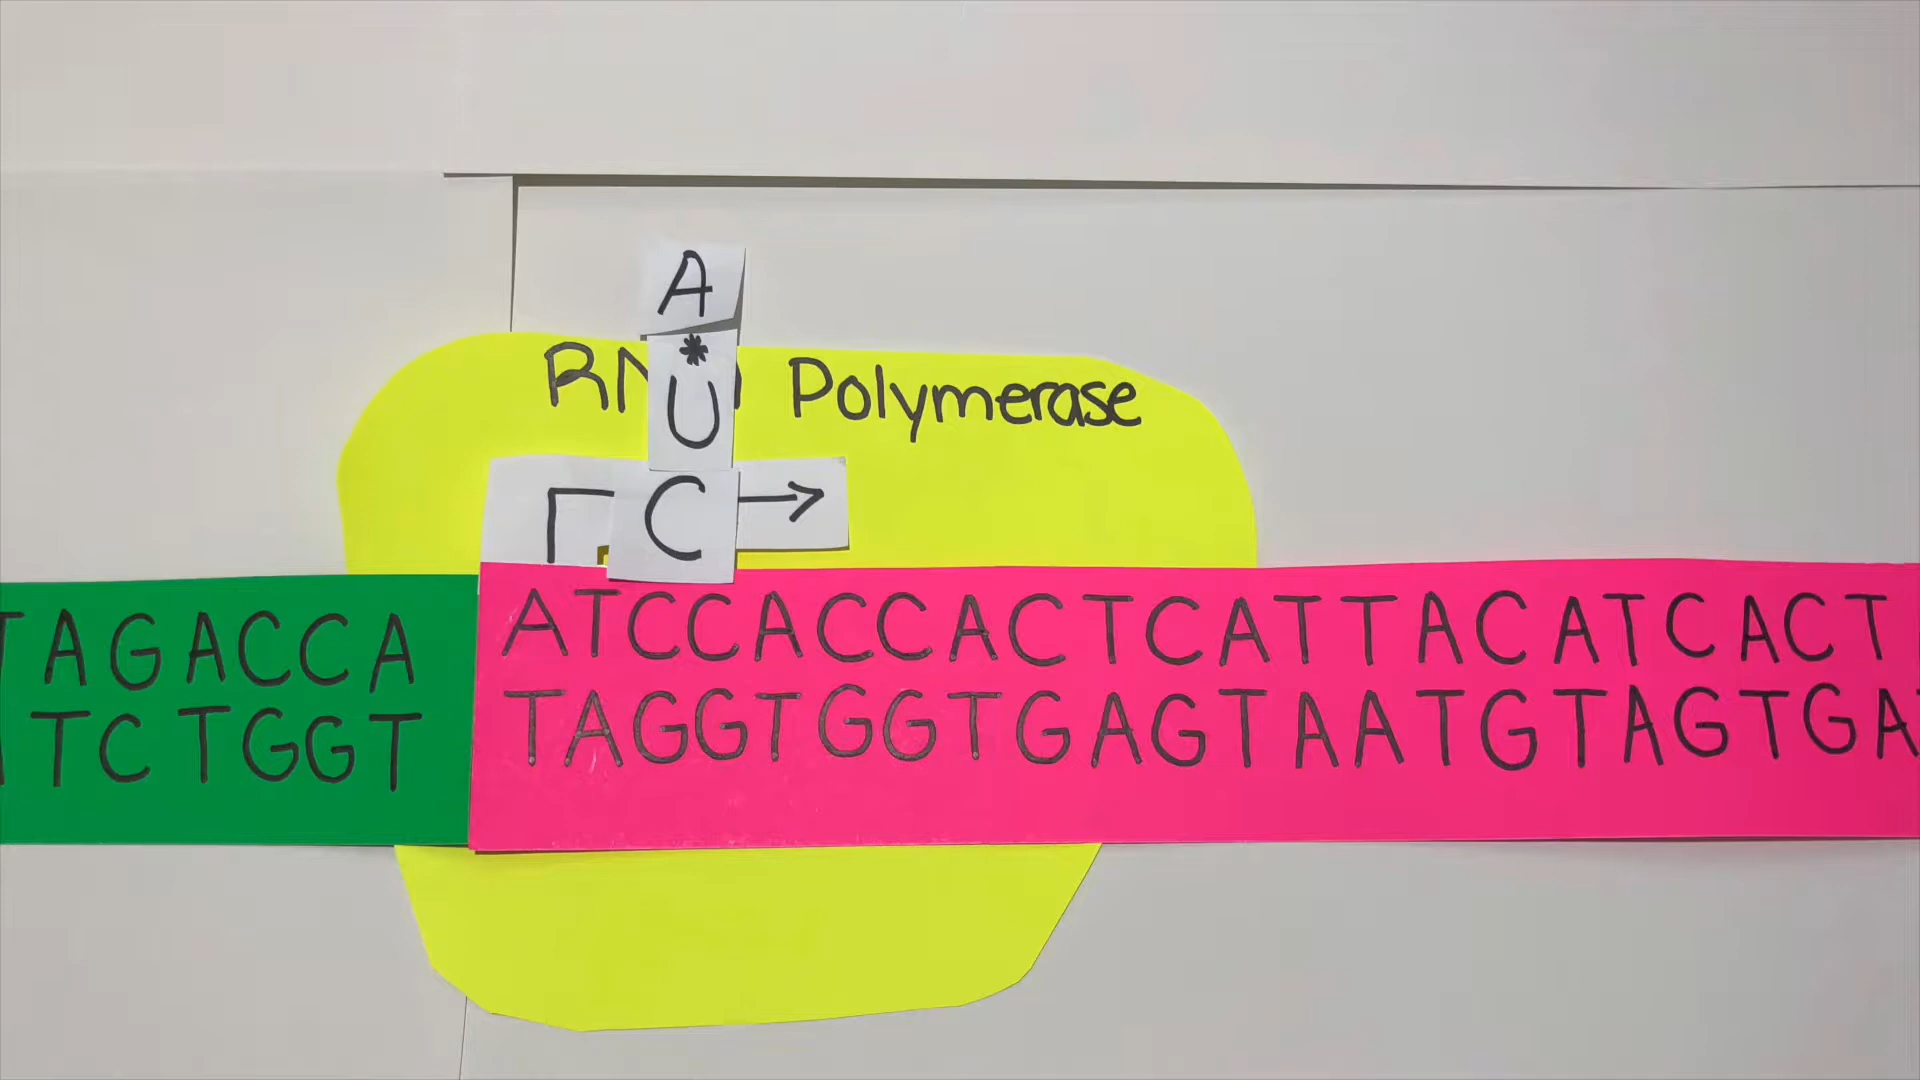 A
*
U
RN Polymerase
C →
TAGACCA ATCCACCACTCATTACATCACT
TCTGGT TAGGTGGTGAGTAATGTAGTGA